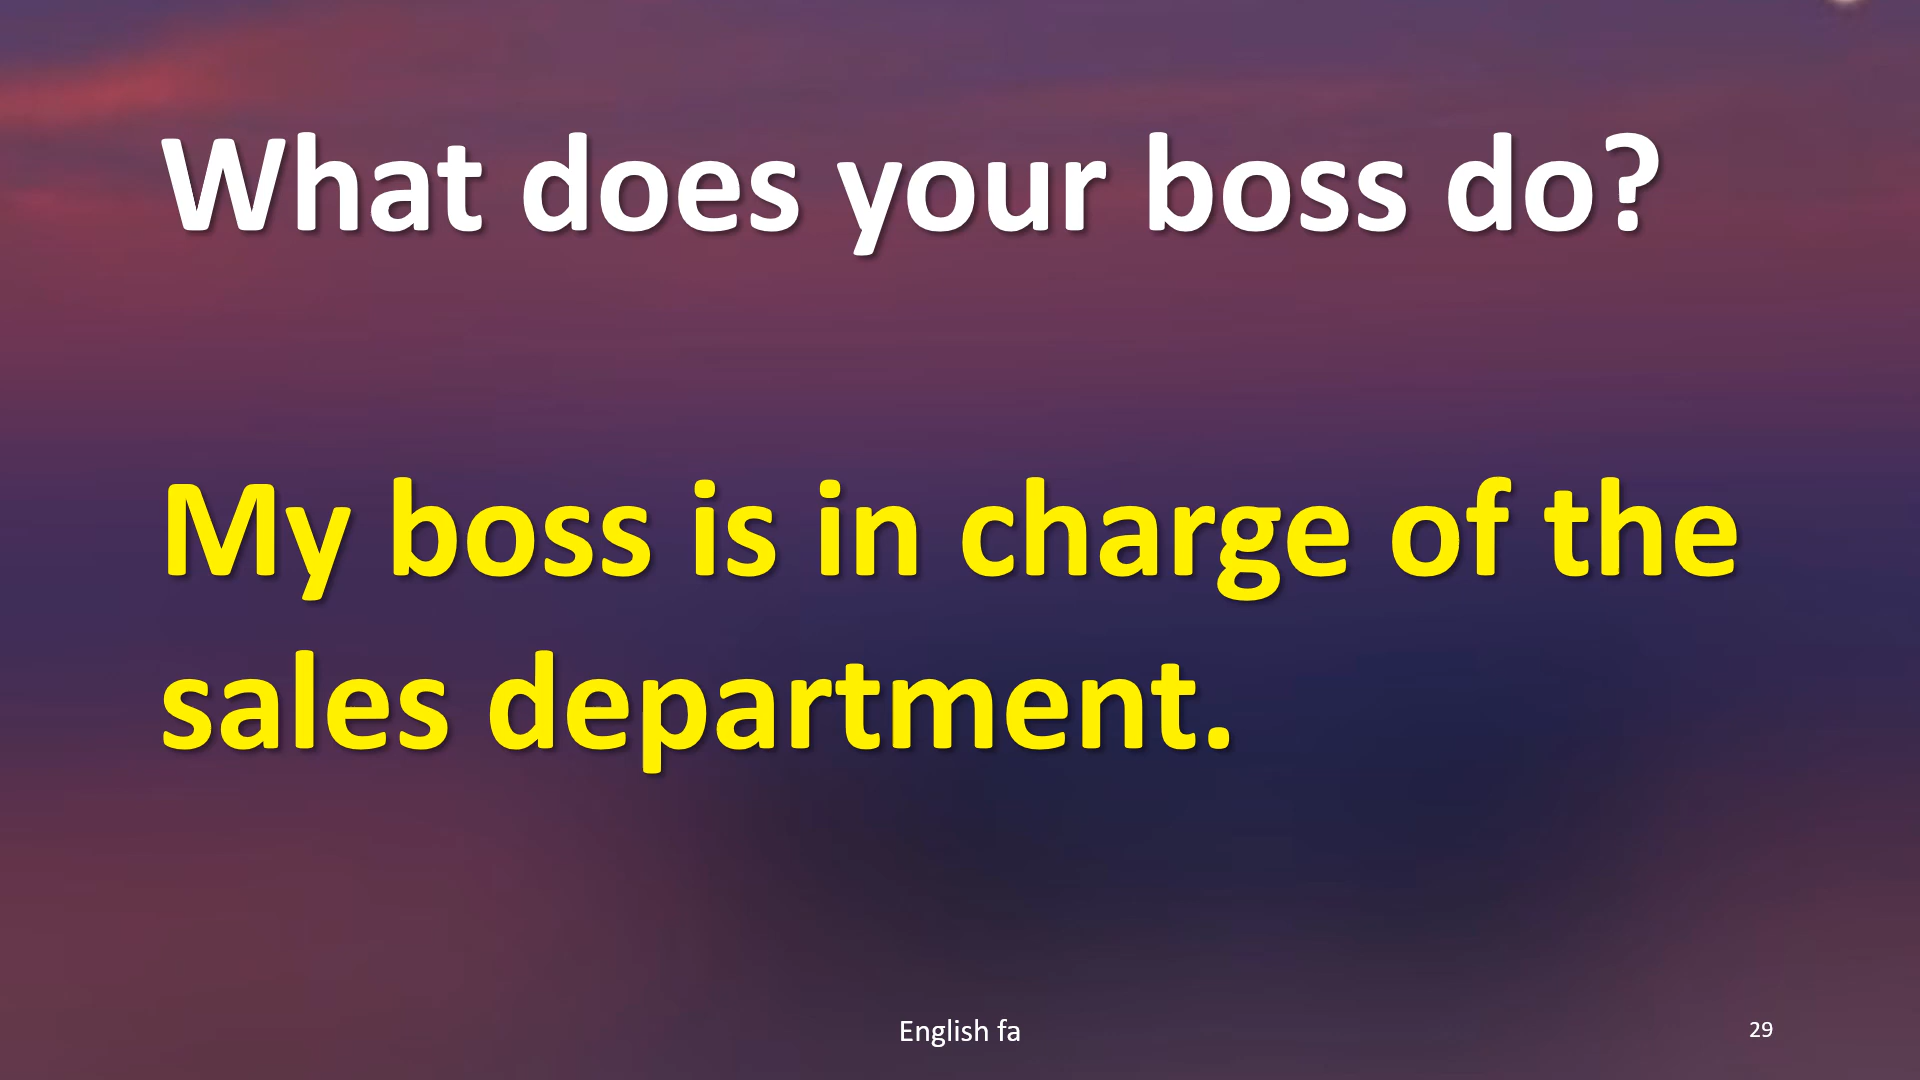 What does your boss do?
My boss is in charge of the
sales department.
English fa
29